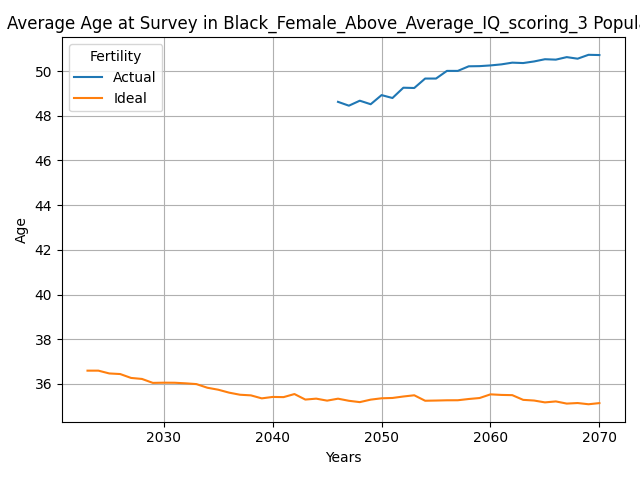 Average Age at Survey in Black_Female_Above_Average_IQ_scoring_3 Popul
Fertility
Actual
Ideal
50
48
46
44
42
40
38
36
Age
2030 2040 2050 2060 2070
Years